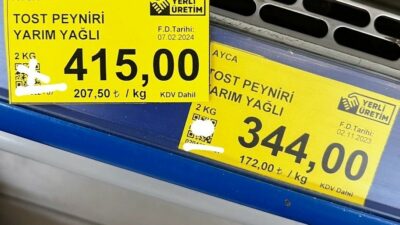 TOST PEYNİRİ
YARIM YAĞLI
YERLİ
ÜRETİM
F.D.Tarihi:
07.02.2024
2 KG
415,00
207,50 ₺ / kg
KDV Dahil
AYCA
TOST PEYNİRİ
YARIM YAĞLI
YERLİ
ÜRETİM
F.D.Tarihi:
02.11.2023
2 KG
344,00
172,00 ₺ / kg
KDV Dahil